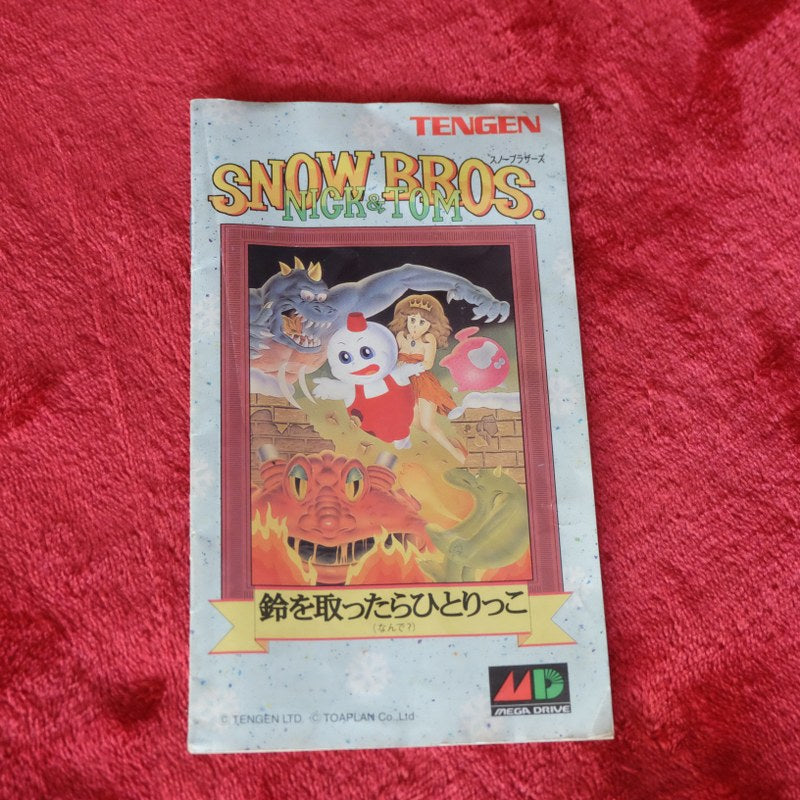 TENGEN
スノーブラザーズ
SNOW BROS.
NICK & TOM
鈴を取ったらひとりっこ
(なんで?)
MD
MEGA DRIVE
© TENGEN LTD. © TOAPLAN Co.,Ltd